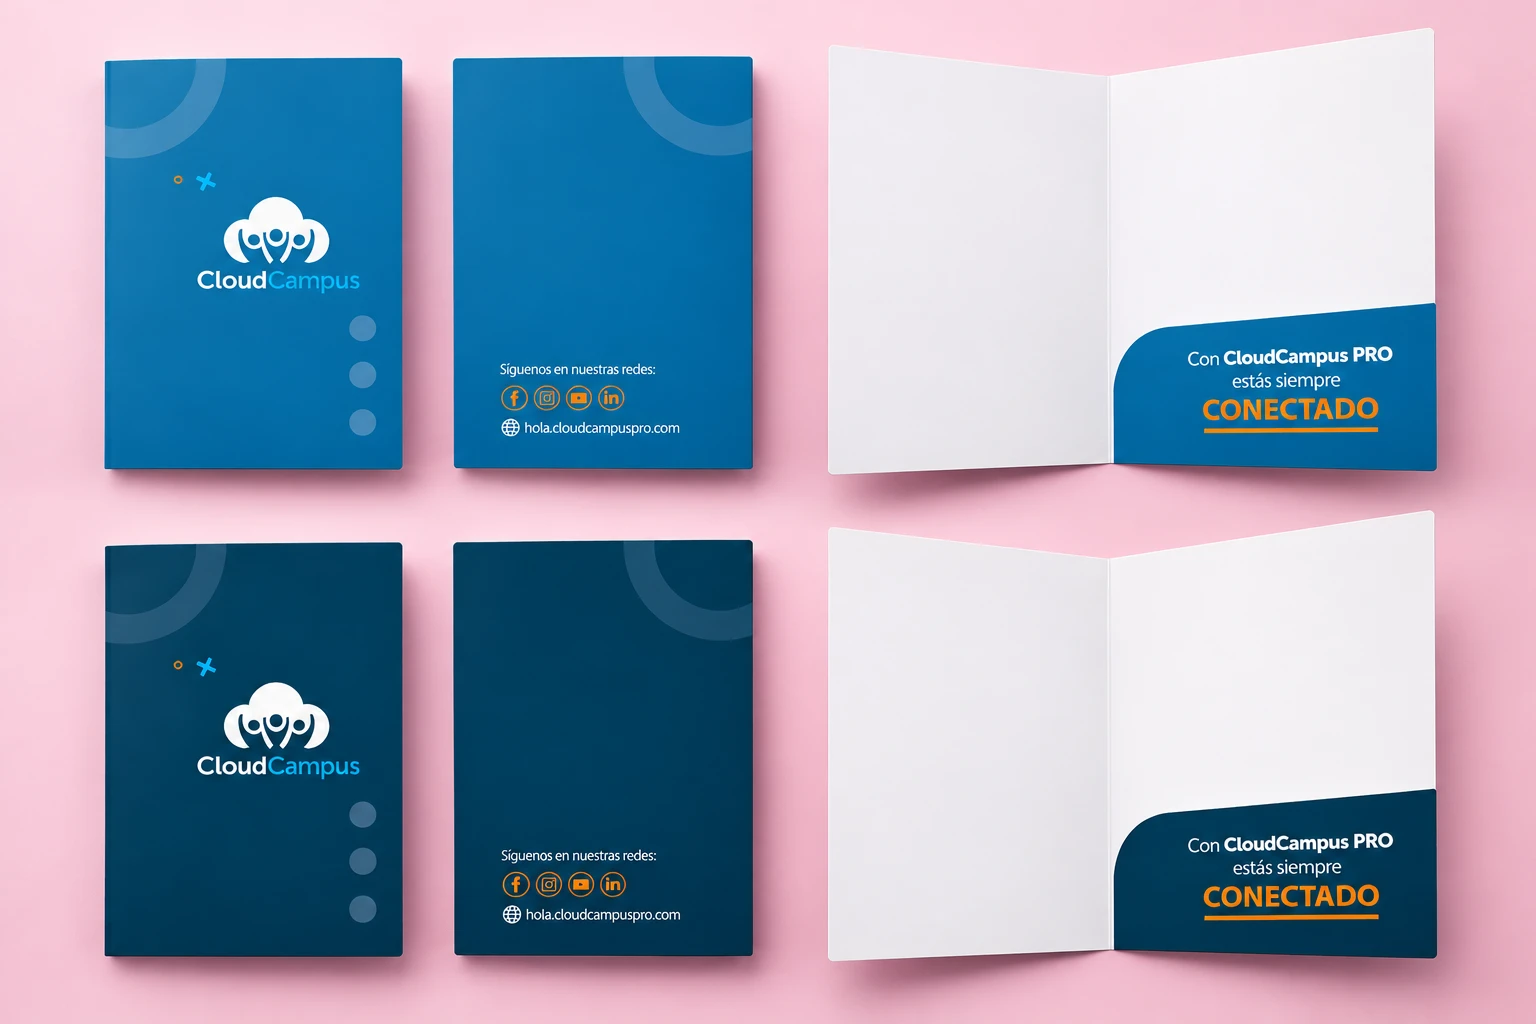 CloudCampus
Síguenos en nuestras redes:
hola.cloudcampuspro.com
Con CloudCampus PRO
estás siempre
CONECTADO
CloudCampus
Síguenos en nuestras redes:
hola.cloudcampuspro.com
Con CloudCampus PRO
estás siempre
CONECTADO